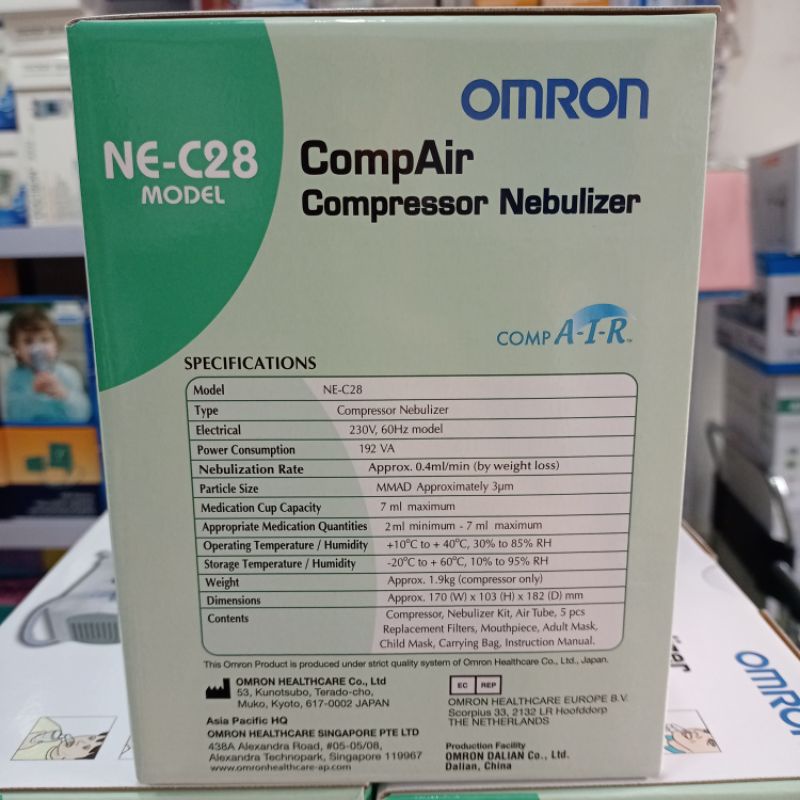 OMRON
NE-C28
MODEL
CompAir
Compressor Nebulizer
COMP A-I-R™
SPECIFICATIONS
Model NE-C28
Type Compressor Nebulizer
Electrical 230V, 60Hz model
Power Consumption 192 VA
Nebulization Rate Approx. 0.4ml/min (by weight loss)
Particle Size MMAD Approximately 3µm
Medication Cup Capacity 7 ml maximum
Appropriate Medication Quantities 2ml minimum - 7 ml maximum
Operating Temperature / Humidity +10°C to + 40°C, 30% to 85% RH
Storage Temperature / Humidity -20°C to + 60°C, 10% to 95% RH
Weight Approx. 1.9kg (compressor only)
Dimensions Approx. 170 (W) x 103 (H) x 182 (D) mm
Contents Compressor, Nebulizer Kit, Air Tube, 5 pcs
Replacement Filters, Mouthpiece, Adult Mask,
Child Mask, Carrying Bag, Instruction Manual.
This Omron Product is produced under strict quality system of Omron Healthcare Co., Ltd., Japan.
OMRON HEALTHCARE Co., Ltd
53, Kunotsubo, Terado-cho,
Muko, Kyoto, 617-0002 JAPAN
Asia Pacific HQ
OMRON HEALTHCARE SINGAPORE PTE LTD
438A Alexandra Road, #05-05/08,
Alexandra Technopark, Singapore 119967
www.omronhealthcare-ap.com
EC REP
OMRON HEALTHCARE EUROPE B.V.
Scorpius 33, 2132 LR Hoofddorp
THE NETHERLANDS
Production Facility
OMRON DALIAN Co., Ltd.
Dalian, China
OMRON